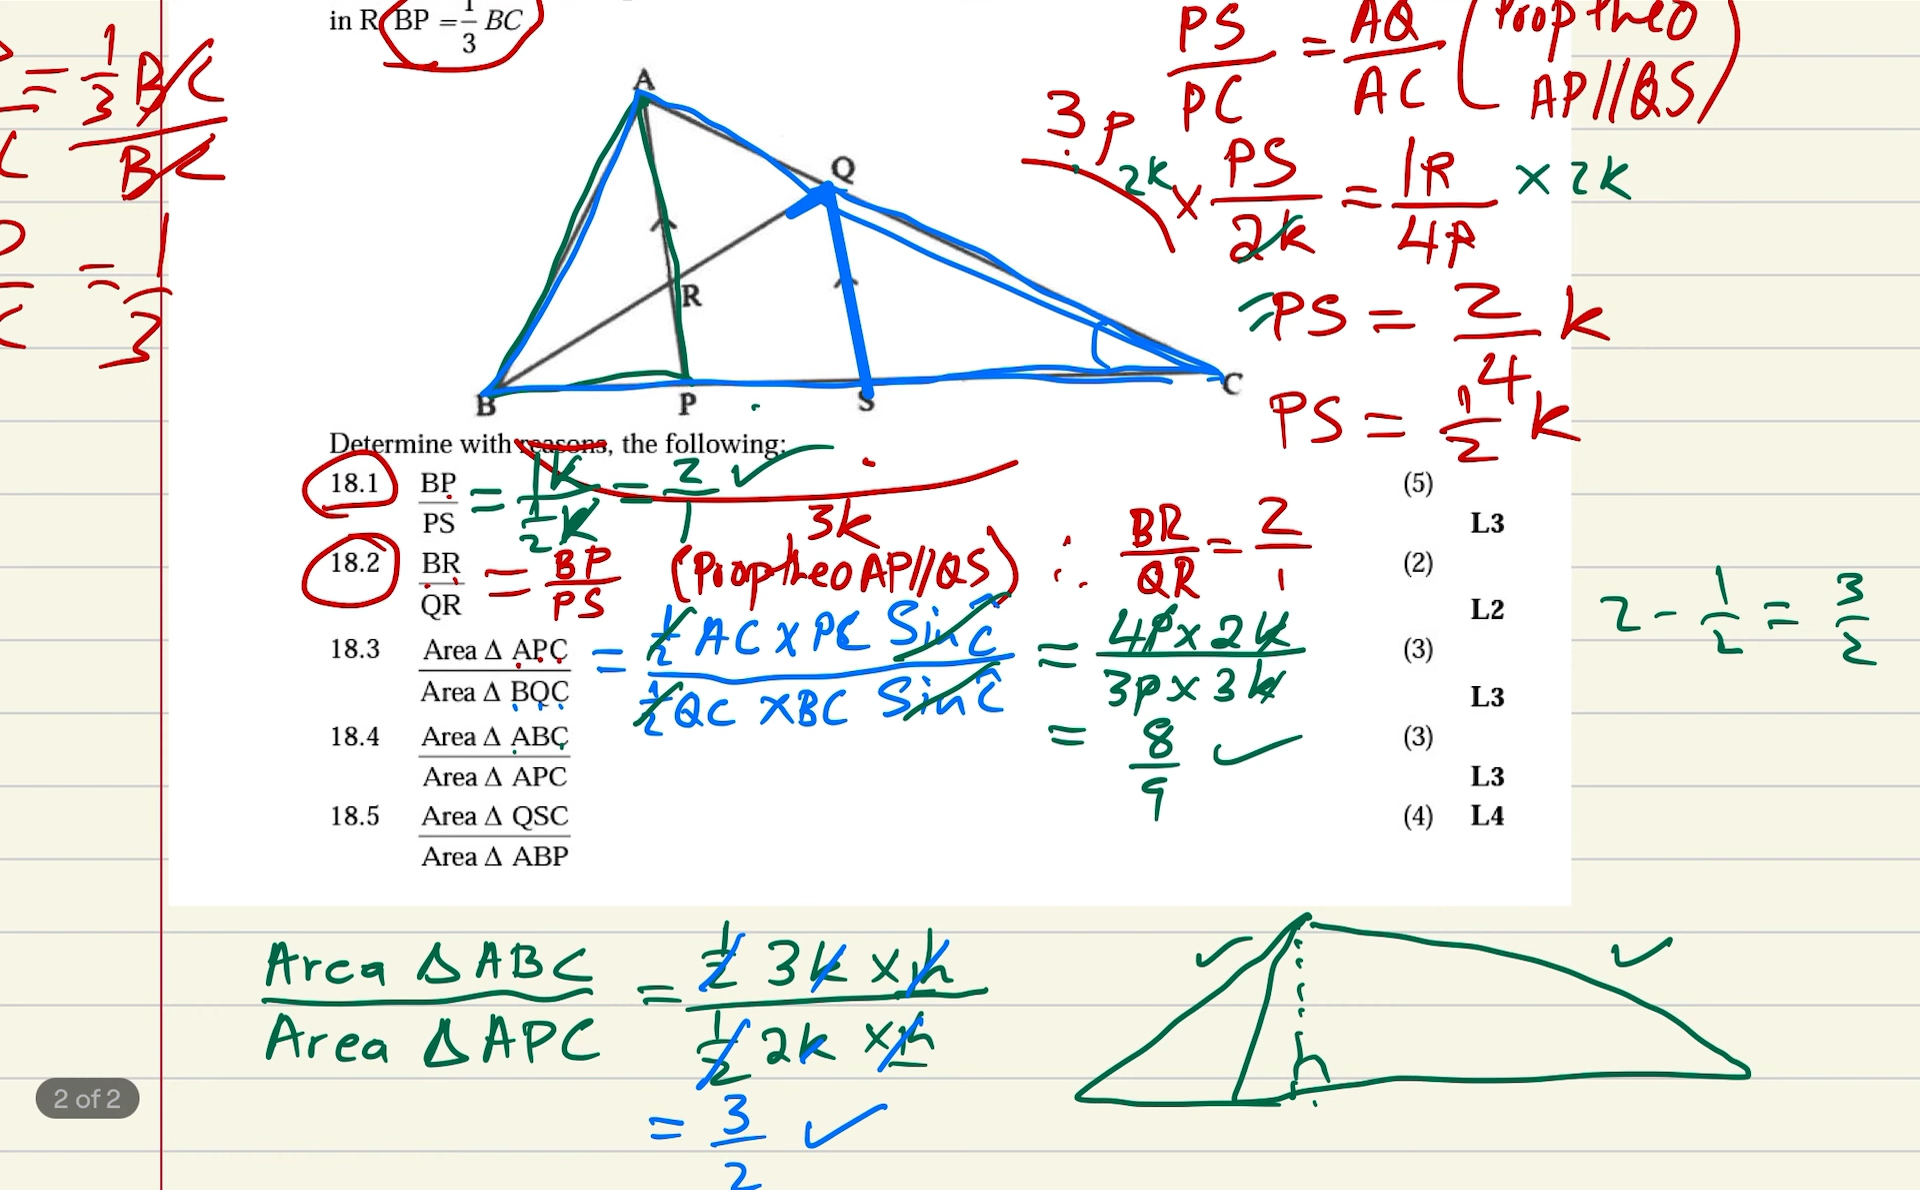 in R BP = 1/3 BC
= 1/3 BC / BC
= 1/3
PS/PC = AQ/AC (Prop theo AP//QS)
3p
2k × PS/2k = 1P/4P × 2k
PS = 2/4 k
PS = 1/2 k
A
Q
R
B
P
S
C
Determine with reasons, the following:
18.1 BP/PS = 1k / 1/2 k = 2/1 (5) L3
3k
18.2 BR/QR = BP/PS (Prop theo AP//QS) ∴ BR/QR = 2/1 (2) L2
2 - 1/2 = 3/2
18.3 Area Δ APC / Area Δ BQC = 1/2 AC × PC Sin Ĉ / 1/2 QC × BC Sin Ĉ = 4p × 2k / 3p × 3k (3) L3
= 8/9
18.4 Area Δ ABC / Area Δ APC (3) L3
18.5 Area Δ QSC / Area Δ ABP (4) L4
Area Δ ABC / Area Δ APC = 1/2 3k × h / 1/2 2k × h
h
= 3/2
2 of 2